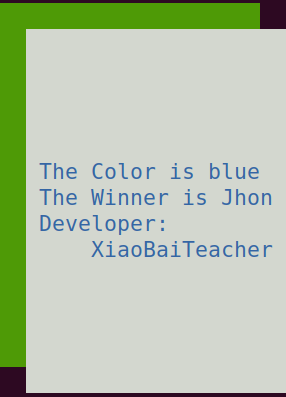 The Color is blue
The Winner is Jhon
Developer:
    XiaoBaiTeacher